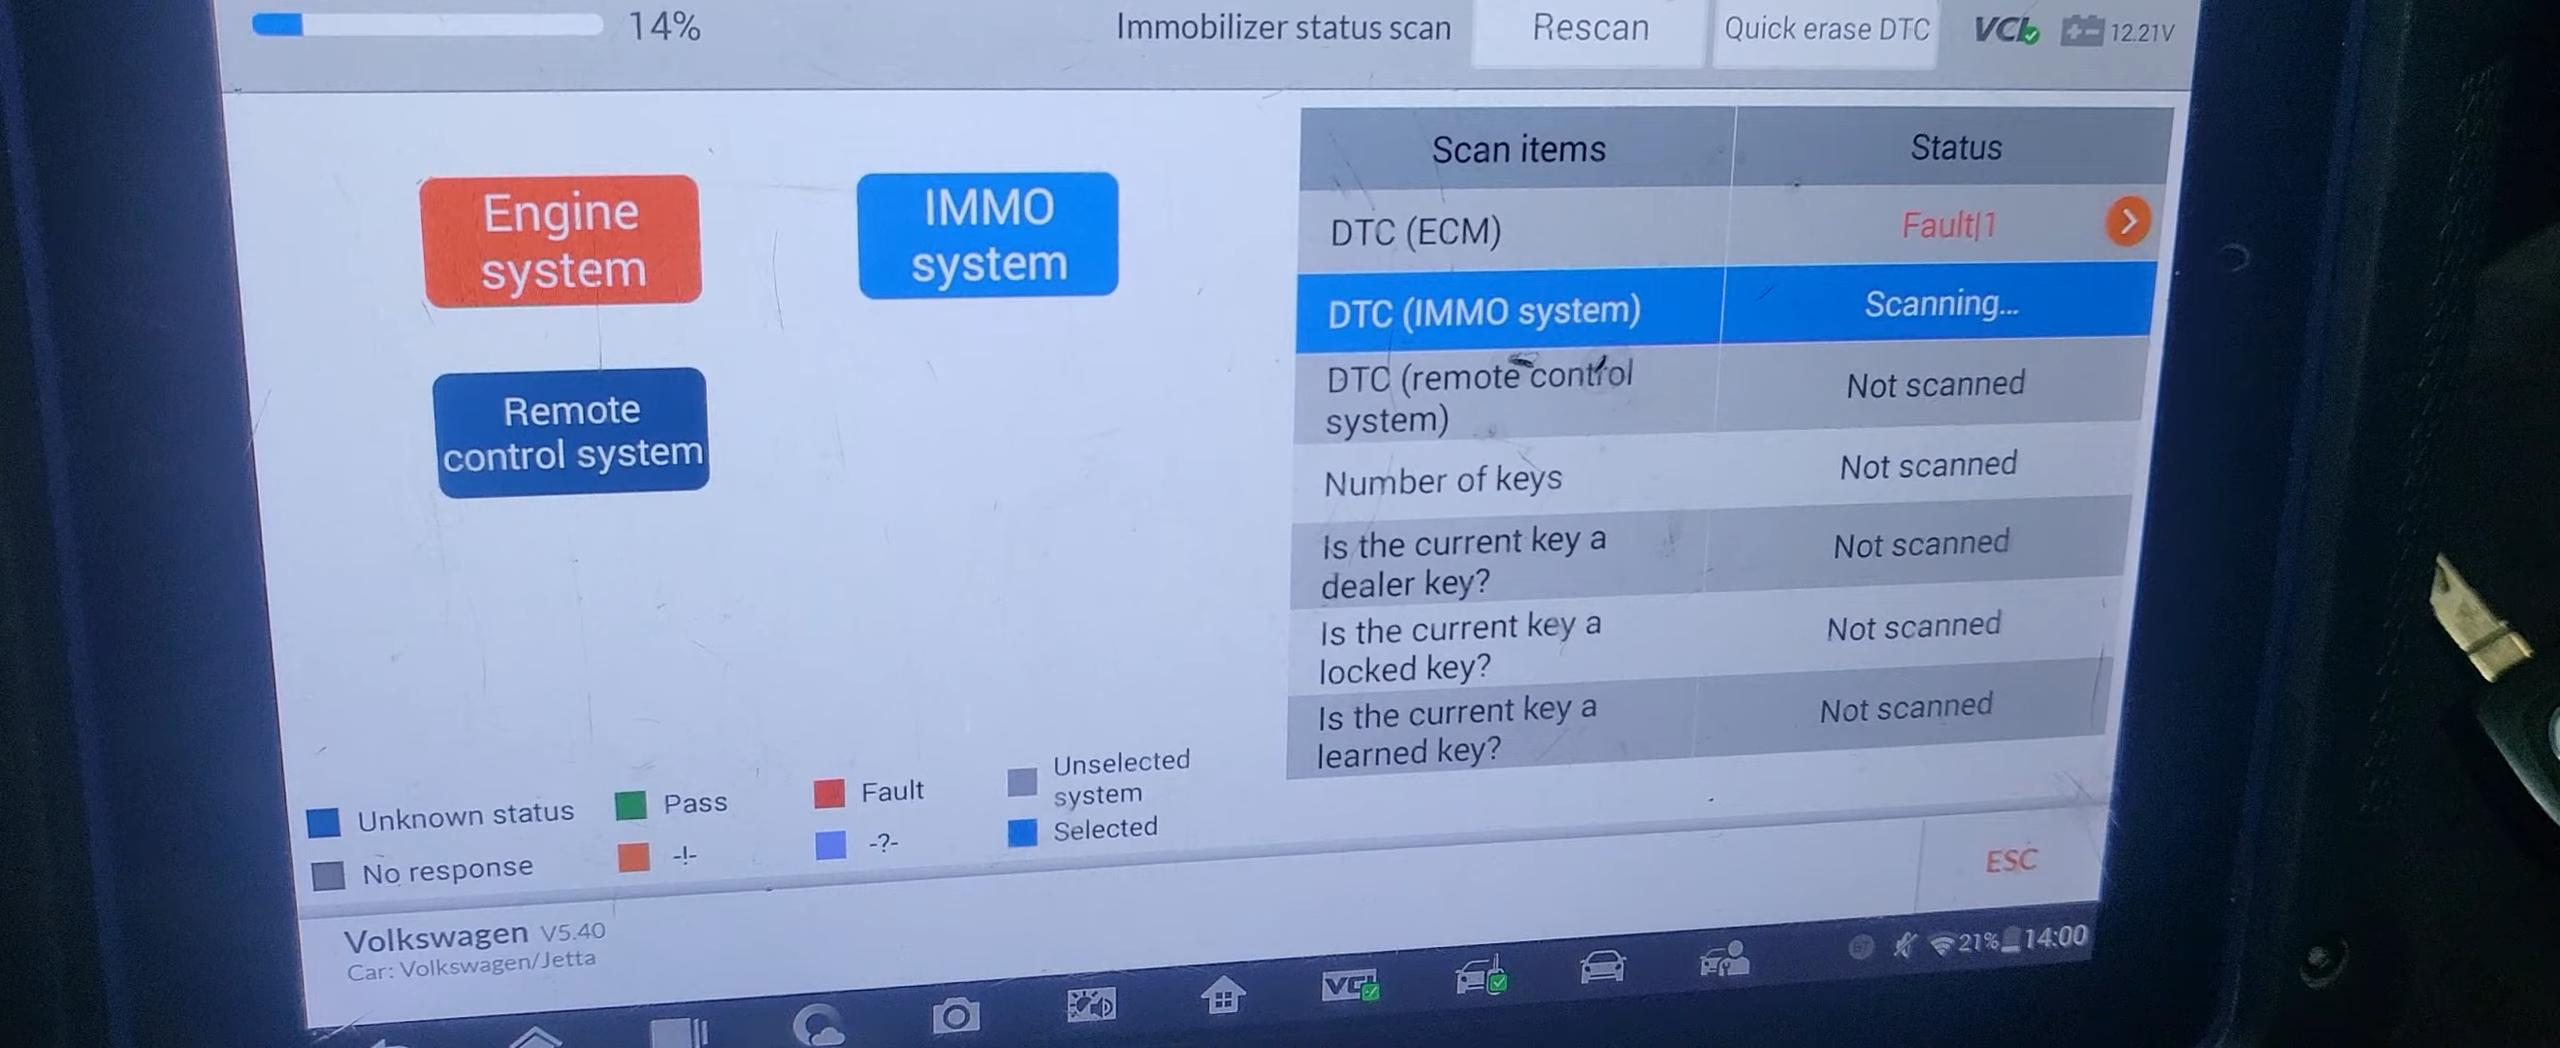 14%
Immobilizer status scan
Rescan
Quick erase DTC
VCI
12.21V
Engine
system
IMMO
system
Remote
control system
Scan items
Status
DTC (ECM)
Fault|1
DTC (IMMO system)
Scanning...
DTC (remote control
system)
Not scanned
Number of keys
Not scanned
Is the current key a
dealer key?
Not scanned
Is the current key a
locked key?
Not scanned
Is the current key a
learned key?
Not scanned
Unknown status
Pass
Fault
Unselected
system
No response
-!-
-?-
Selected
ESC
Volkswagen V5.40
Car: Volkswagen/Jetta
VCI
21%
14:00